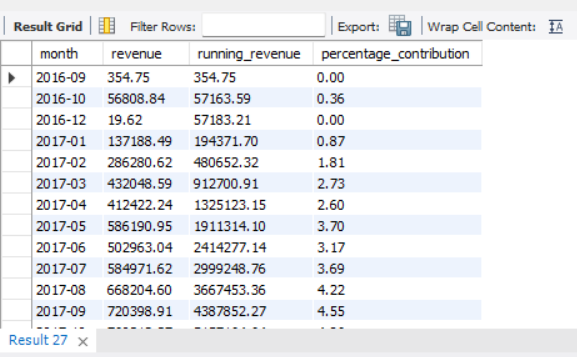 Result Grid Filter Rows: Export: Wrap Cell Content:
month revenue running_revenue percentage_contribution
2016-09 354.75 354.75 0.00
2016-10 56808.84 57163.59 0.36
2016-12 19.62 57183.21 0.00
2017-01 137188.49 194371.70 0.87
2017-02 286280.62 480652.32 1.81
2017-03 432048.59 912700.91 2.73
2017-04 412422.24 1325123.15 2.60
2017-05 586190.95 1911314.10 3.70
2017-06 502963.04 2414277.14 3.17
2017-07 584971.62 2999248.76 3.69
2017-08 668204.60 3667453.36 4.22
2017-09 720398.91 4387852.27 4.55
Result 27